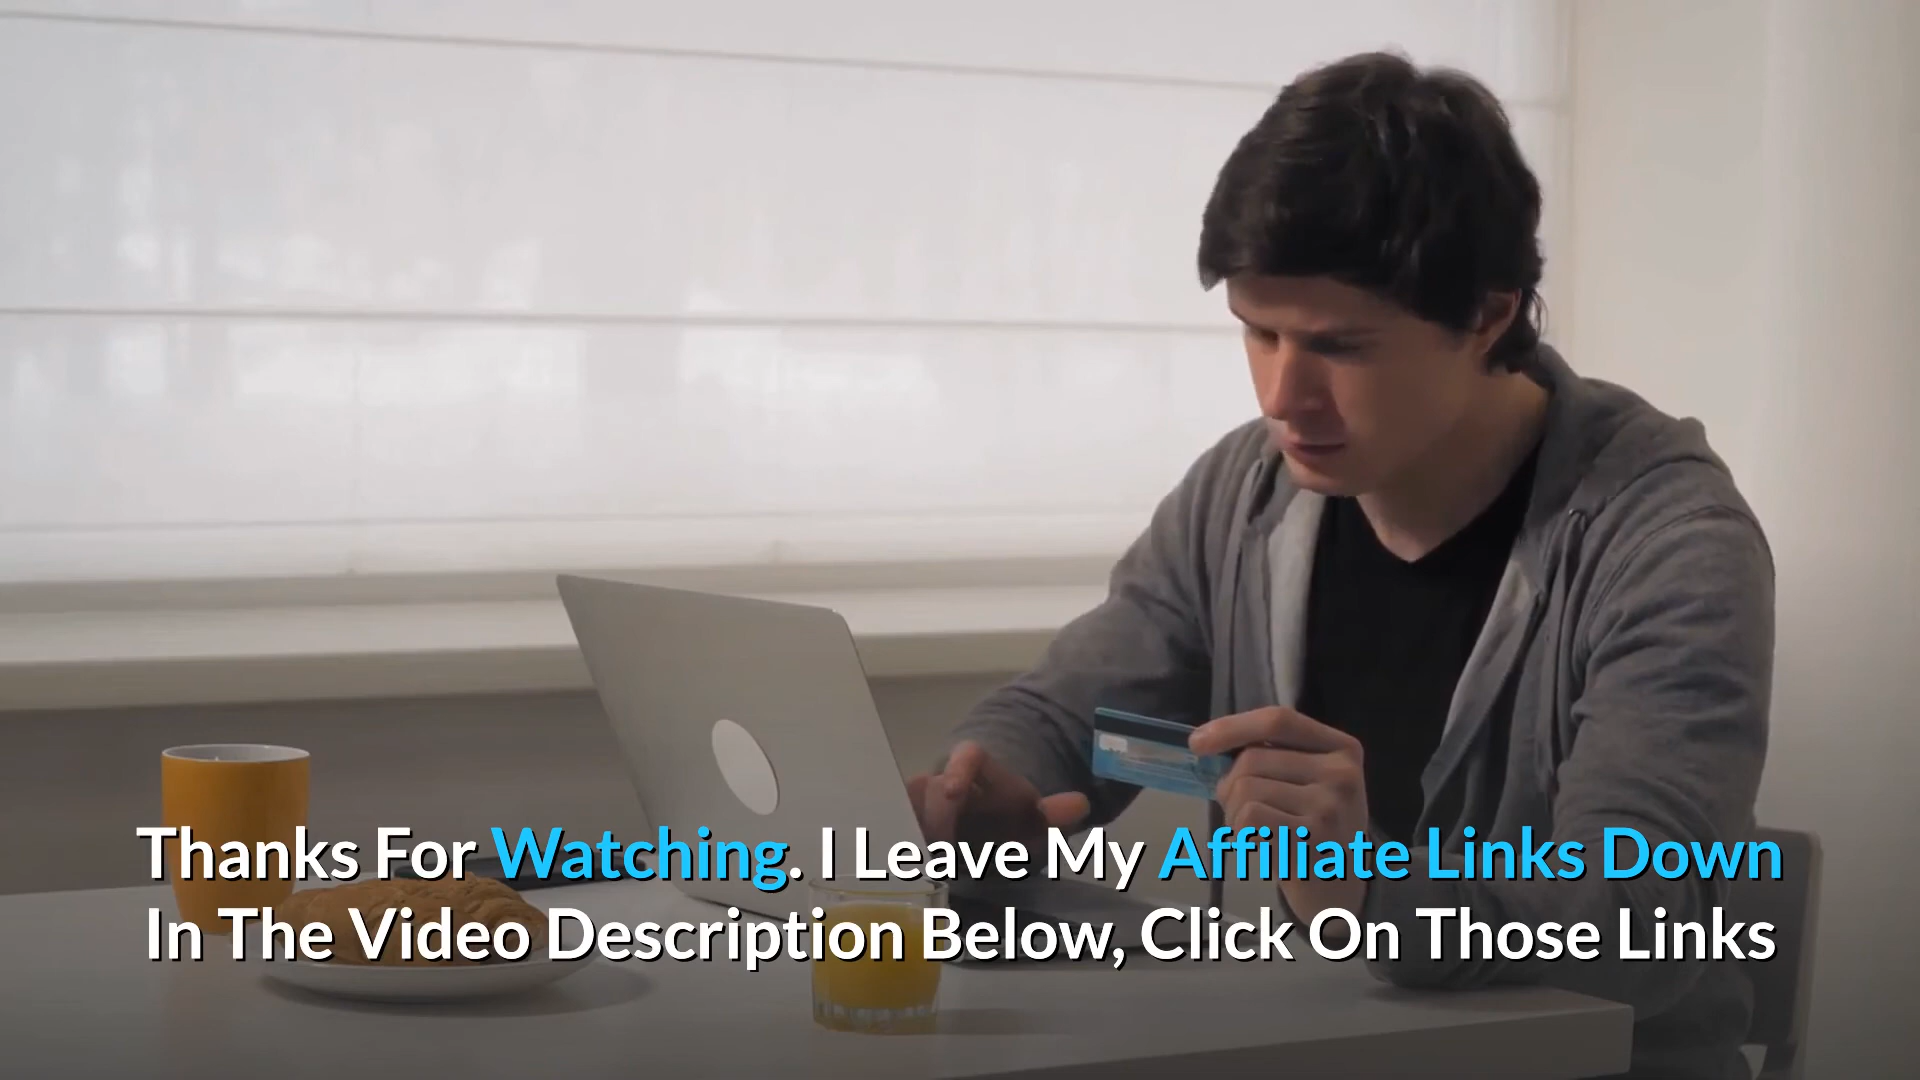 Thanks For Watching. I Leave My Affiliate Links Down
In The Video Description Below, Click On Those Links